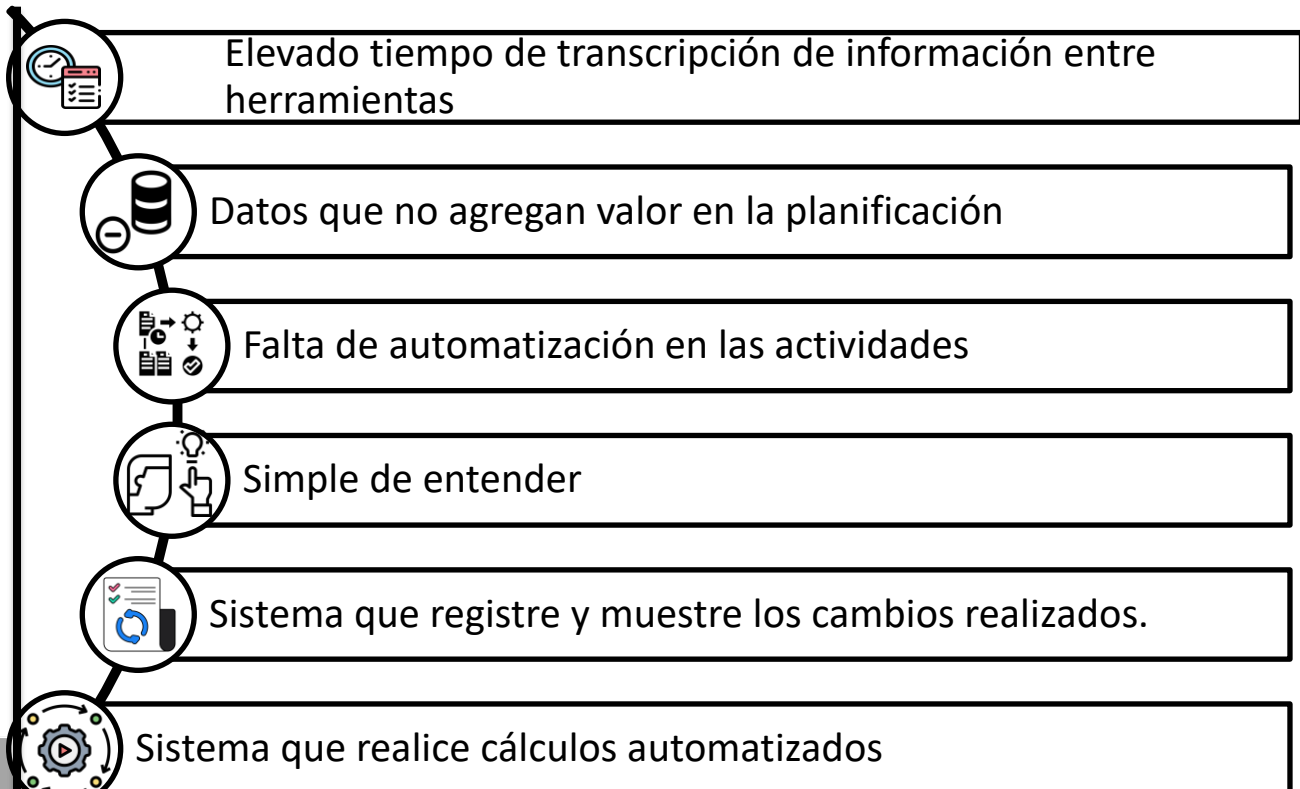 Elevado tiempo de transcripción de información entre
herramientas
Datos que no agregan valor en la planificación
Falta de automatización en las actividades
Simple de entender
Sistema que registre y muestre los cambios realizados.
Sistema que realice cálculos automatizados